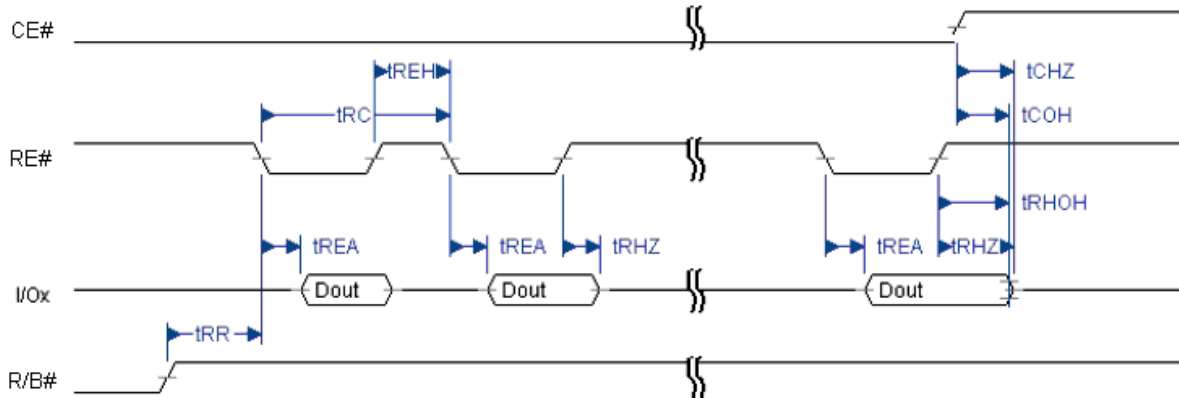 CE#
tREH
tCHZ
tRC
tCOH
RE#
tRHOH
tREA
tREA
tRHZ
tREA
tRHZ
I/Ox
Dout
Dout
Dout
tRR
R/B#